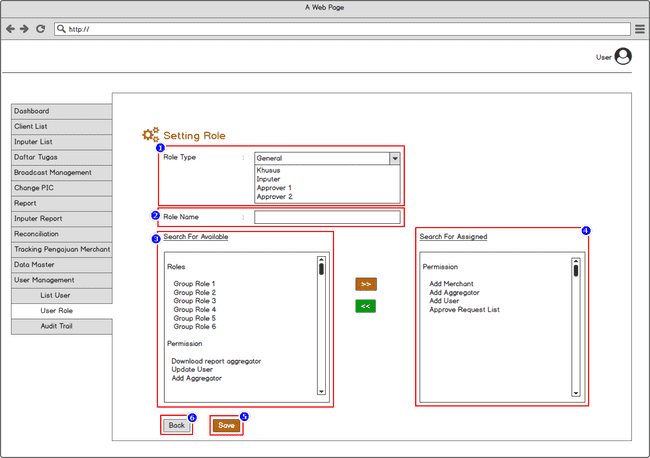 A Web Page
http://
User
Dashboard
Client List
Inputer List
Daftar Tugas
Broadcast Management
Change PIC
Report
Inputer Report
Reconciliation
Tracking Pengajuan Merchant
Data Master
User Management
List User
User Role
Audit Trail
Setting Role
1
Role Type : General
Khusus
Inputer
Approver 1
Approver 2
2
Role Name :
3
Search For Available
Roles
Group Role 1
Group Role 2
Group Role 3
Group Role 4
Group Role 5
Group Role 6
Permission
Download report aggregator
Update User
Add Aggregator
>>
<<
4
Search For Assigned
Permission
Add Merchant
Add Aggregator
Add User
Approve Request List
6
Back
5
Save